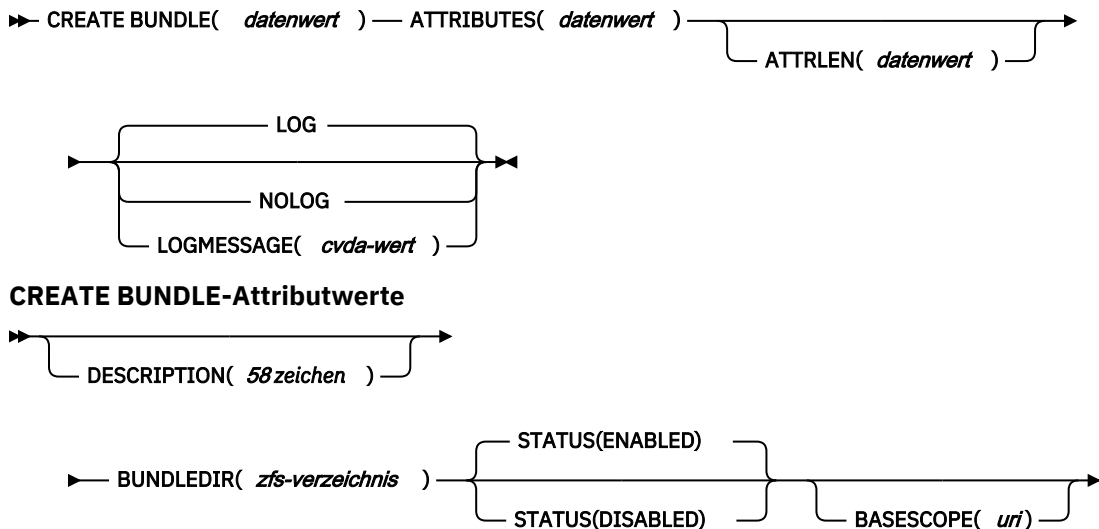 CREATE BUNDLE( datenwert ) ATTRIBUTES( datenwert )
ATTRLEN( datenwert )
LOG
NOLOG
LOGMESSAGE( cvda-wert )
CREATE BUNDLE-Attributwerte
DESCRIPTION( 58 zeichen )
STATUS(ENABLED)
BUNDLEDIR( zfs-verzeichnis )
STATUS(DISABLED) BASESCOPE( uri )